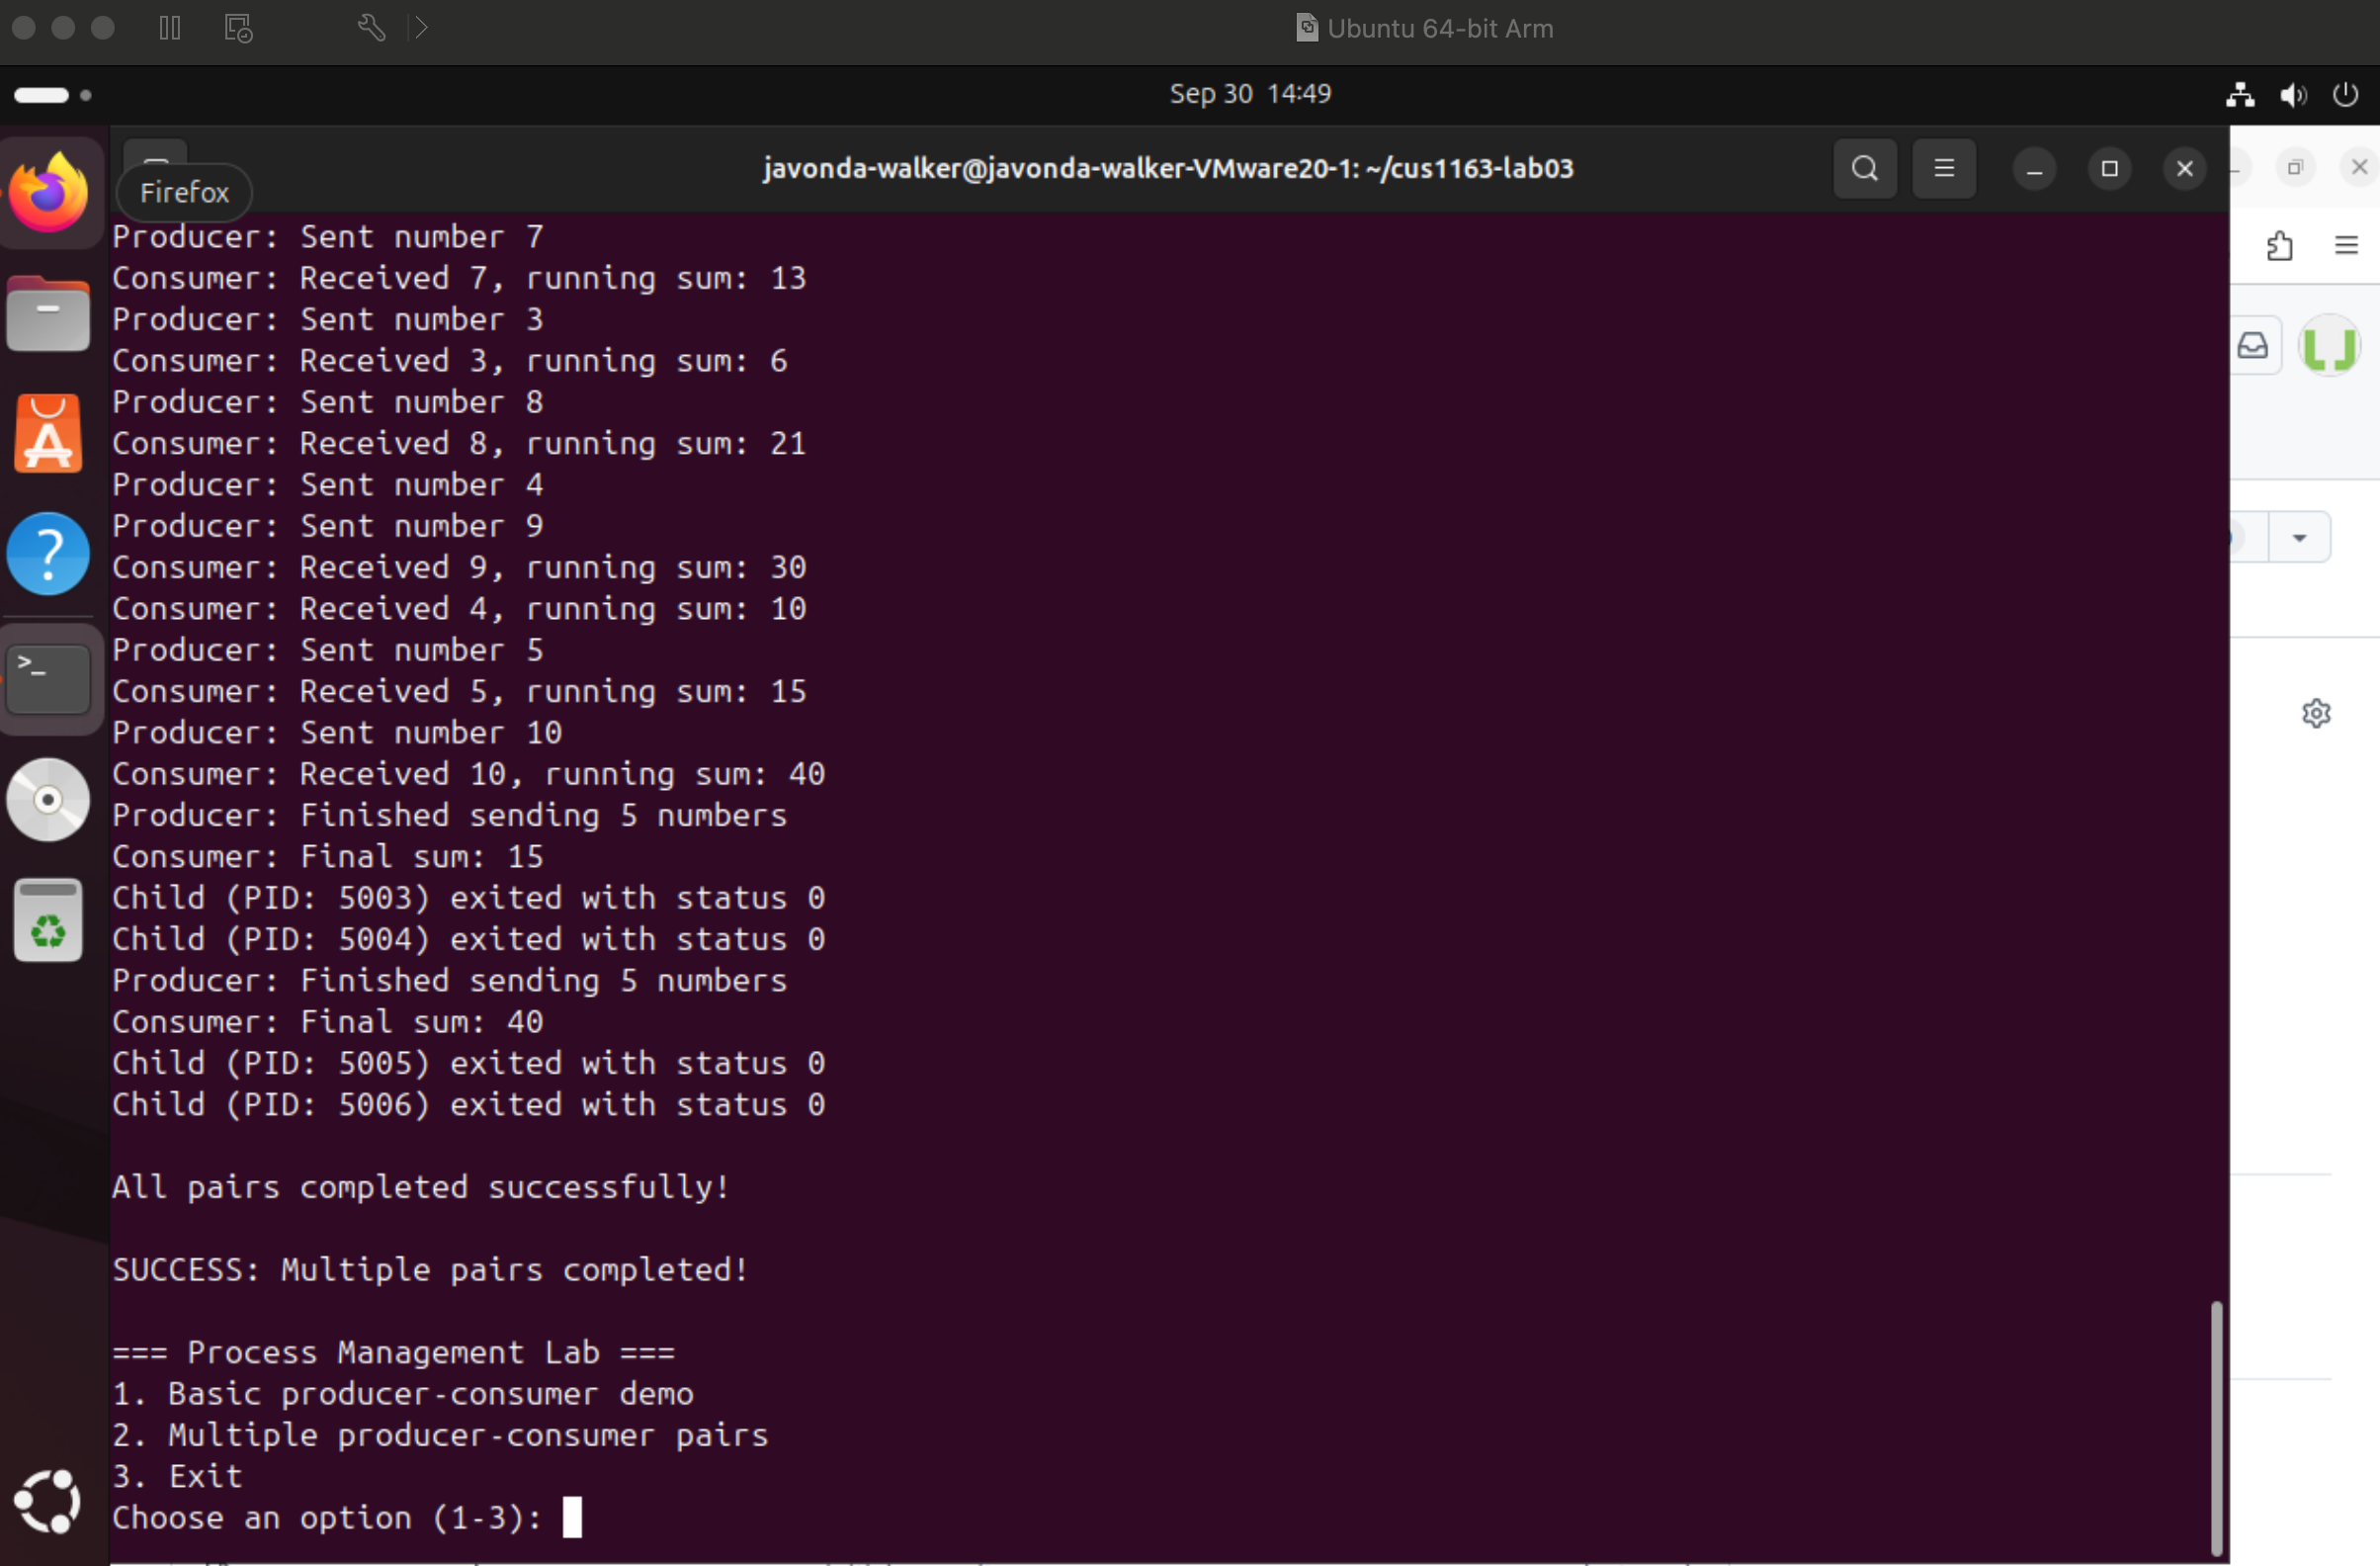 Ubuntu 64-bit Arm
Sep 30 14:49
javonda-walker@javonda-walker-VMware20-1: ~/cus1163-lab03
Firefox
Producer: Sent number 7
Consumer: Received 7, running sum: 13
Producer: Sent number 3
Consumer: Received 3, running sum: 6
Producer: Sent number 8
Consumer: Received 8, running sum: 21
Producer: Sent number 4
Producer: Sent number 9
Consumer: Received 9, running sum: 30
Consumer: Received 4, running sum: 10
Producer: Sent number 5
Consumer: Received 5, running sum: 15
Producer: Sent number 10
Consumer: Received 10, running sum: 40
Producer: Finished sending 5 numbers
Consumer: Final sum: 15
Child (PID: 5003) exited with status 0
Child (PID: 5004) exited with status 0
Producer: Finished sending 5 numbers
Consumer: Final sum: 40
Child (PID: 5005) exited with status 0
Child (PID: 5006) exited with status 0
All pairs completed successfully!
SUCCESS: Multiple pairs completed!
=== Process Management Lab ===
1. Basic producer-consumer demo
2. Multiple producer-consumer pairs
3. Exit
Choose an option (1-3):